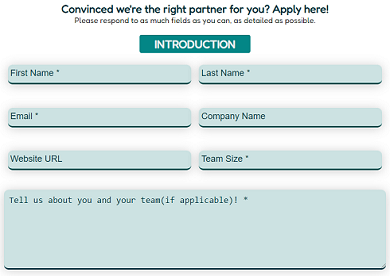 Convinced we're the right partner for you? Apply here!
Please respond to as much fields as you can, as detailed as possible.
INTRODUCTION
First Name * Last Name *
Email * Company Name
Website URL Team Size *
Tell us about you and your team(if applicable)! *